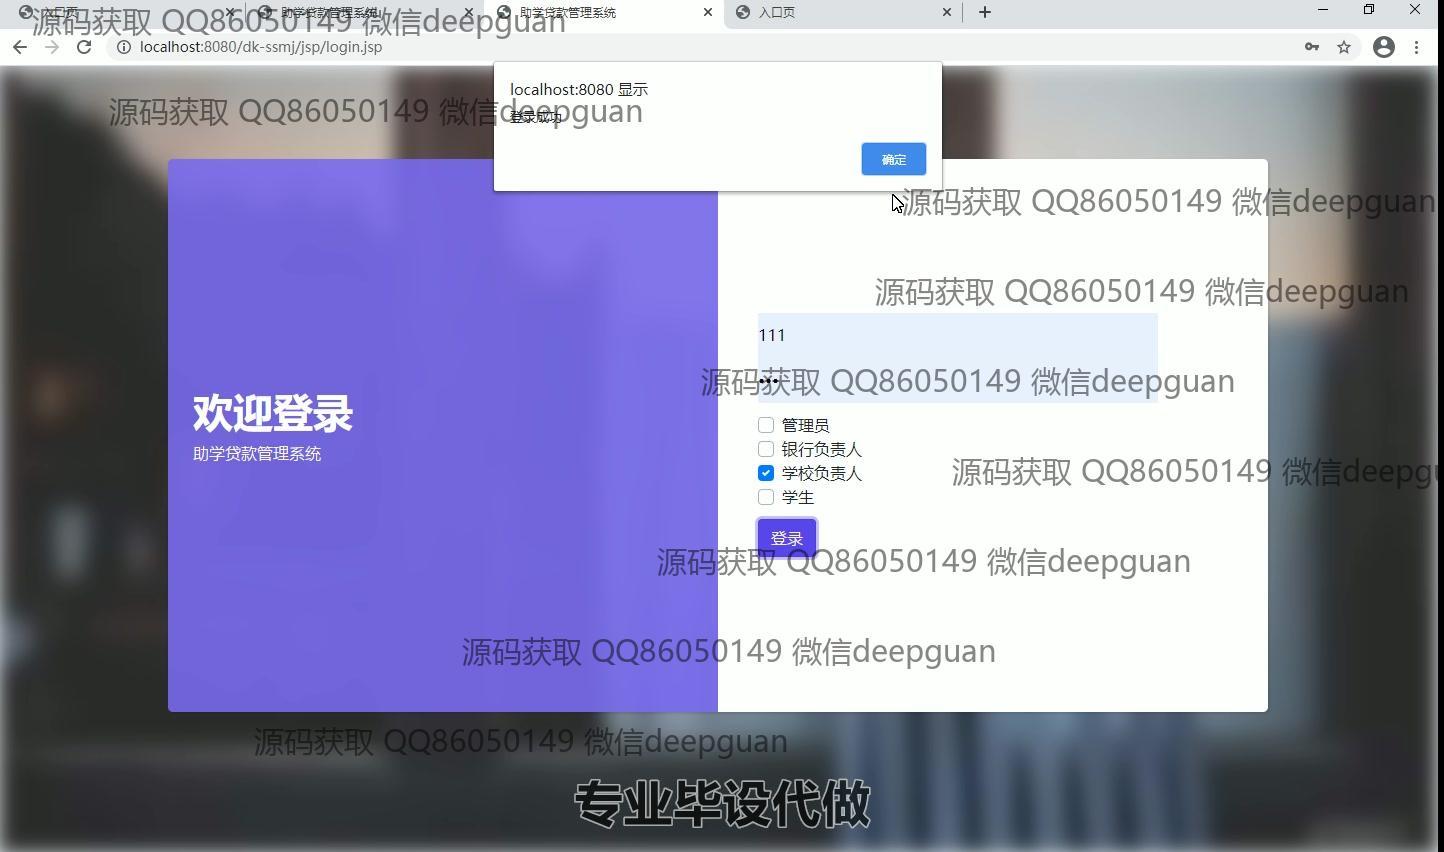 入口页
助学贷款管理系统
助学贷款管理系统
入口页
源码获取 QQ86050149 微信deepguan
localhost:8080/dk-ssmj/jsp/login.jsp
localhost:8080 显示
源码获取 QQ86050149 微信deepguan
登录成功
确定
源码获取 QQ86050149 微信deepguan
源码获取 QQ86050149 微信deepguan
111
源码获取 QQ86050149 微信deepguan
欢迎登录
助学贷款管理系统
管理员
银行负责人
学校负责人
源码获取 QQ86050149 微信deepgu
学生
登录
源码获取 QQ86050149 微信deepguan
源码获取 QQ86050149 微信deepguan
源码获取 QQ86050149 微信deepguan
专业毕设代做